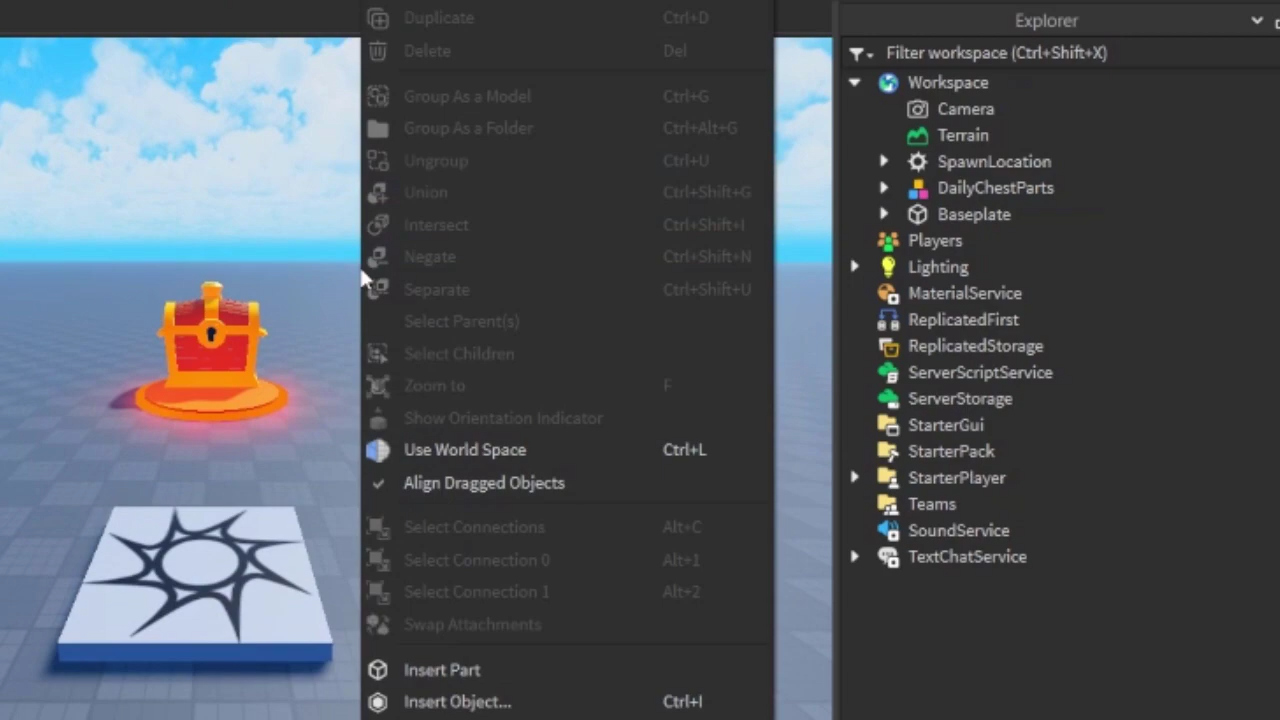 Duplicate Ctrl+D
Delete Del
Group As a Model Ctrl+G
Group As a Folder Ctrl+Alt+G
Ungroup Ctrl+U
Union Ctrl+Shift+G
Intersect Ctrl+Shift+I
Negate Ctrl+Shift+N
Separate Ctrl+Shift+U
Select Parent(s)
Select Children
Zoom to F
Show Orientation Indicator
Use World Space Ctrl+L
Align Dragged Objects
Select Connections Alt+C
Select Connection 0 Alt+1
Select Connection 1 Alt+2
Swap Attachments
Insert Part
Insert Object... Ctrl+I
Explorer
Filter workspace (Ctrl+Shift+X)
Workspace
Camera
Terrain
SpawnLocation
DailyChestParts
Baseplate
Players
Lighting
MaterialService
ReplicatedFirst
ReplicatedStorage
ServerScriptService
ServerStorage
StarterGui
StarterPack
StarterPlayer
Teams
SoundService
TextChatService